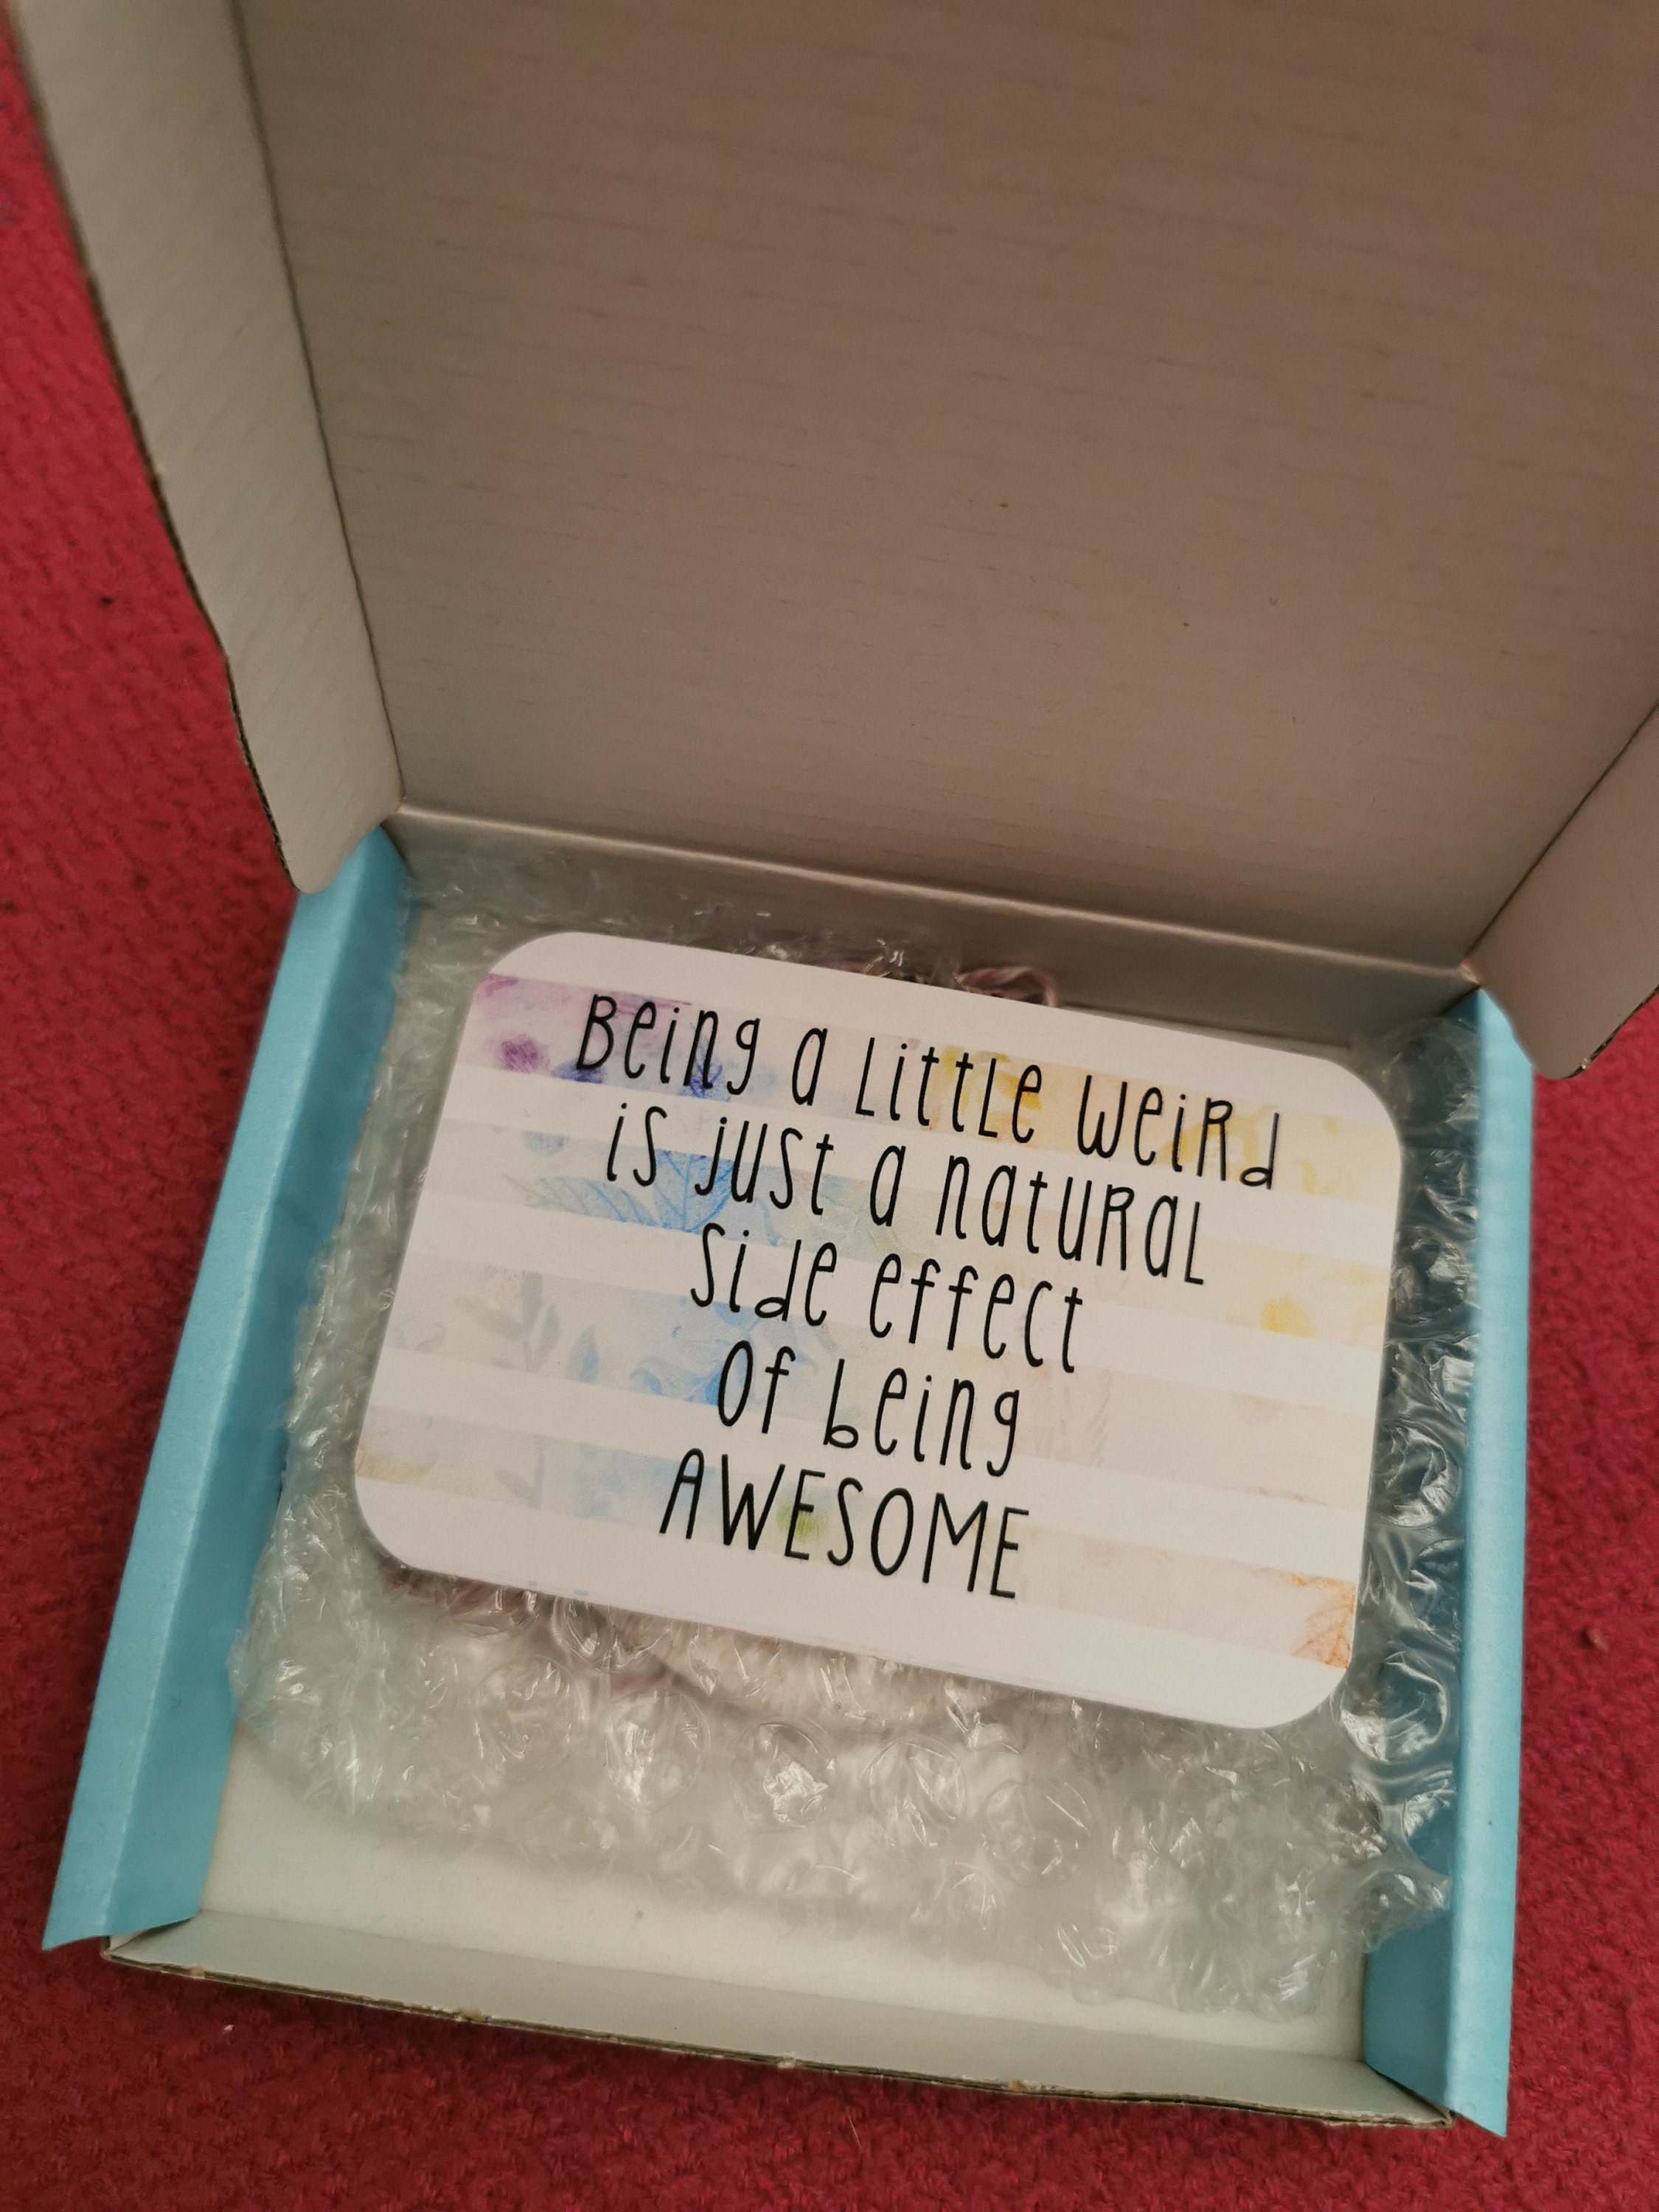 Being a Little weird
is just a natural
side effect
Of being
AWESOME